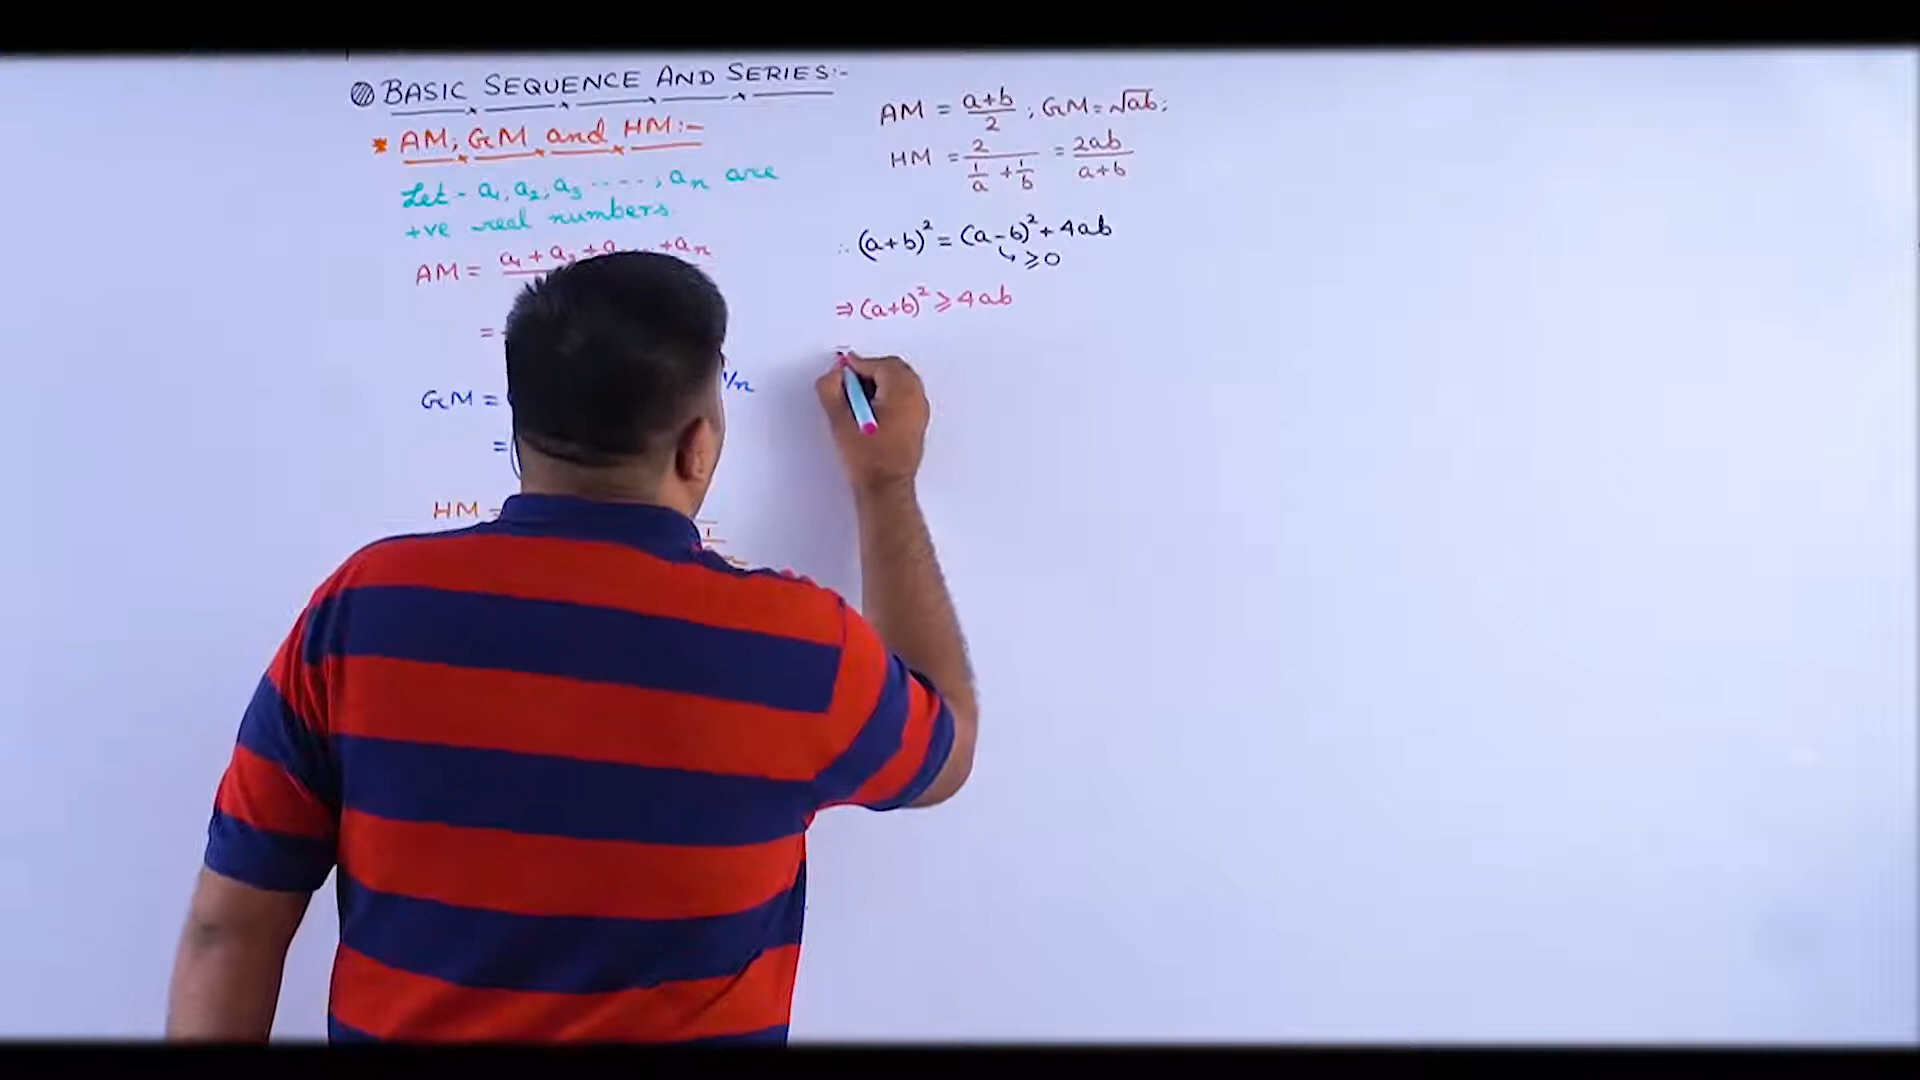 BASIC SEQUENCE AND SERIES:-
* AM, GM and HM:-
Let - a₁, a₂, a₃ ....., aₙ are
+ve real numbers.
AM = a₁ + a₂ + a + aₙ
=
GM = 1/n
= (
HM =
AM = (a+b)/2 ; GM = √ab ;
HM = 2/(1/a + 1/b) = 2ab/(a+b)
∴ (a+b)² = (a-b)² + 4ab
↳ ≥0
⇒ (a+b)² ≥ 4ab